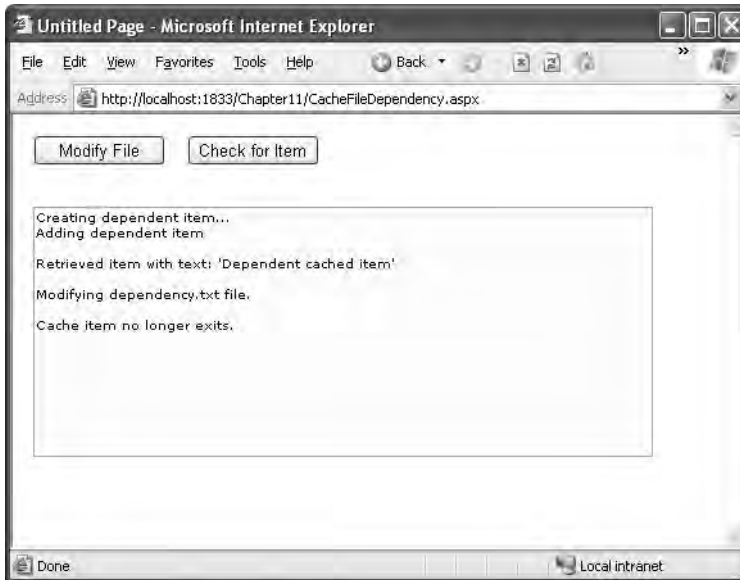 Untitled Page - Microsoft Internet Explorer
File Edit View Favorites Tools Help Back »
Address http://localhost:1833/Chapter11/CacheFileDependency.aspx
Modify File Check for Item
Creating dependent item...
Adding dependent item
Retrieved item with text: 'Dependent cached item'
Modifying dependency.txt file.
Cache item no longer exits.
Done Local intranet